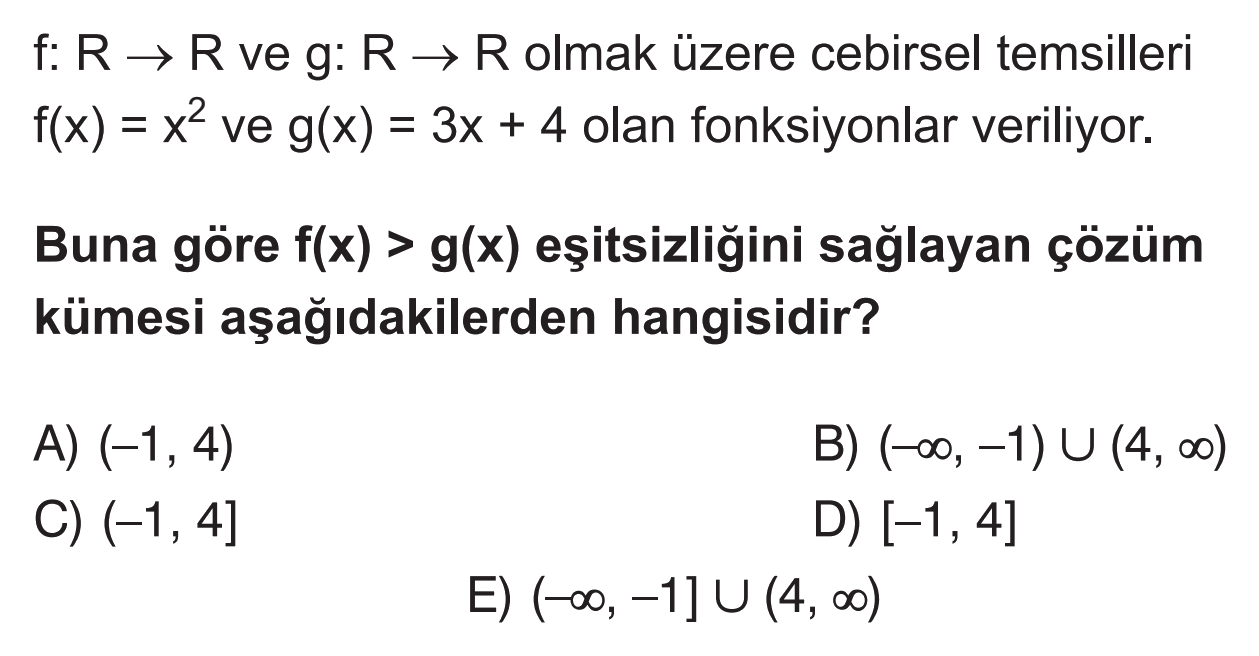 f: R → R ve g: R → R olmak üzere cebirsel temsilleri
f(x) = x² ve g(x) = 3x + 4 olan fonksiyonlar veriliyor.
Buna göre f(x) > g(x) eşitsizliğini sağlayan çözüm
kümesi aşağıdakilerden hangisidir?
A) (–1, 4) B) (–∞, –1) ∪ (4, ∞)
C) (–1, 4] D) [–1, 4]
E) (–∞, –1] ∪ (4, ∞)